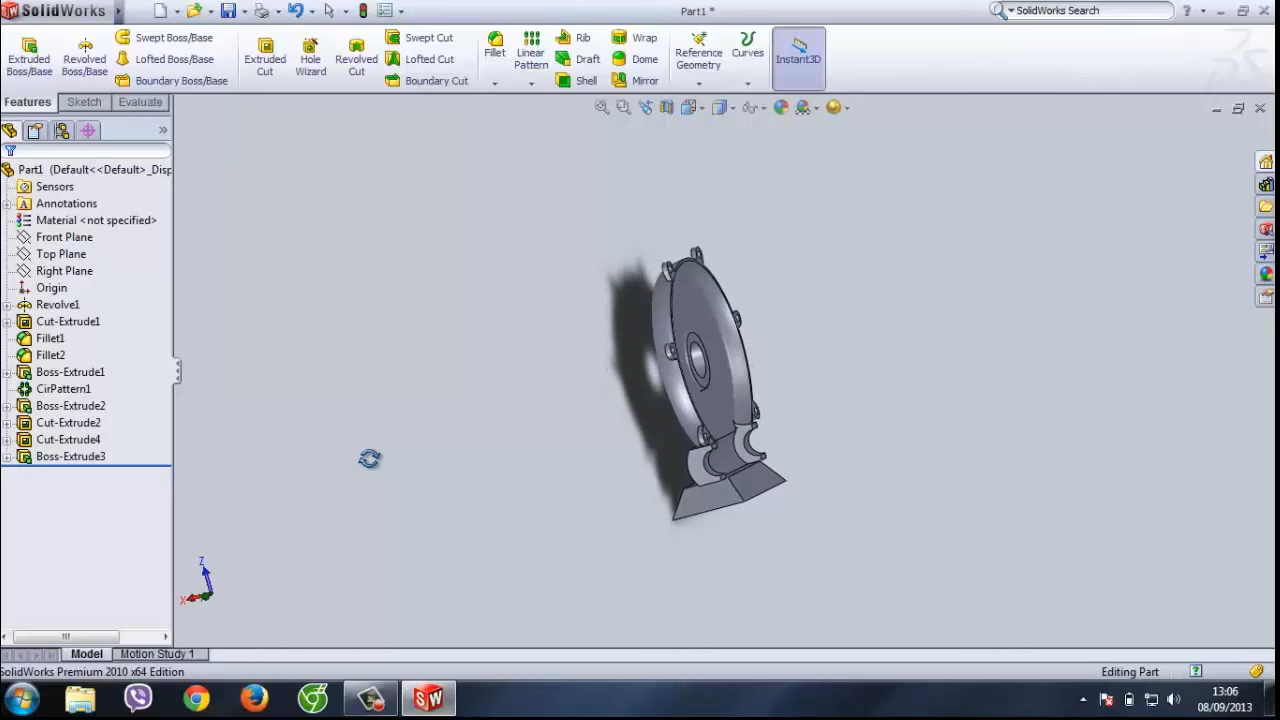 SolidWorks
Part1 *
SolidWorks Search
Extruded Boss/Base
Revolved Boss/Base
Swept Boss/Base
Lofted Boss/Base
Boundary Boss/Base
Extruded Cut
Hole Wizard
Revolved Cut
Swept Cut
Lofted Cut
Boundary Cut
Fillet
Linear Pattern
Rib
Draft
Shell
Wrap
Dome
Mirror
Reference Geometry
Curves
Instant3D
Features
Sketch
Evaluate
Part1 (Default<<Default>_Disp
Sensors
Annotations
Material <not specified>
Front Plane
Top Plane
Right Plane
Origin
Revolve1
Cut-Extrude1
Fillet1
Fillet2
Boss-Extrude1
CirPattern1
Boss-Extrude2
Cut-Extrude2
Cut-Extrude4
Boss-Extrude3
Z
X
Model
Motion Study 1
SolidWorks Premium 2010 x64 Edition
Editing Part
13:06
08/09/2013